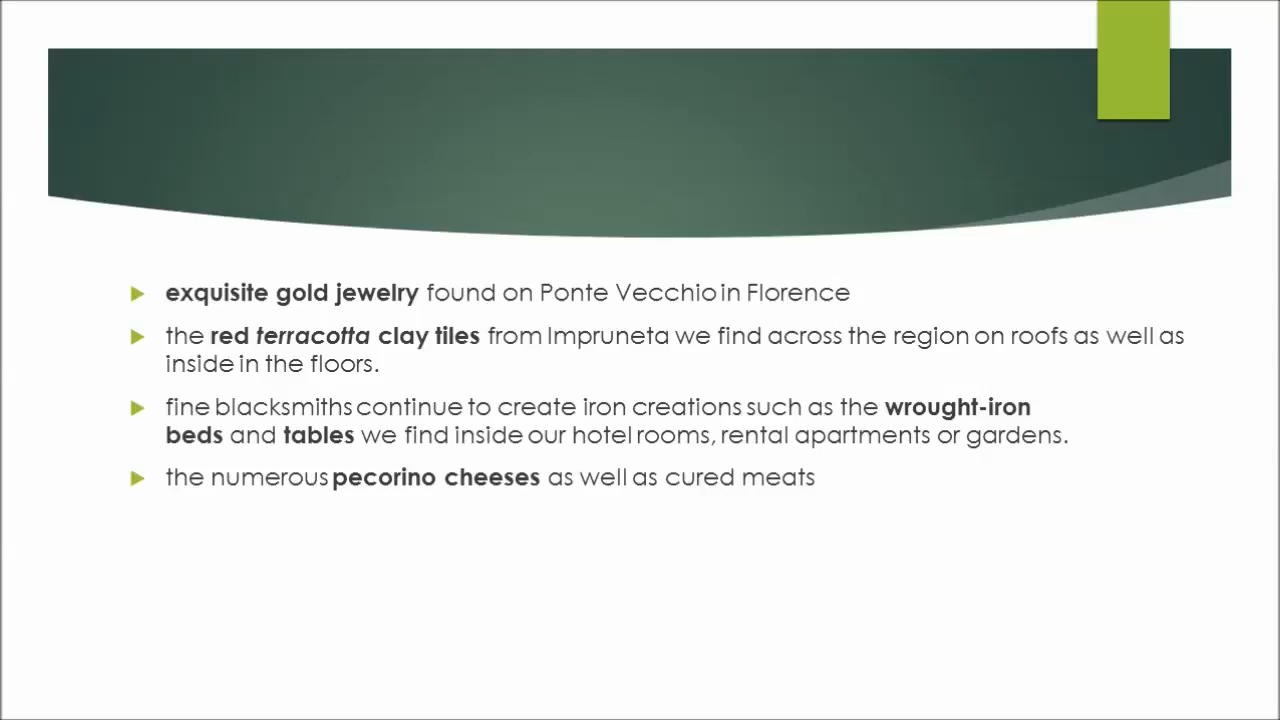 exquisite gold jewelry found on Ponte Vecchio in Florence
the red terracotta clay tiles from Impruneta we find across the region on roofs as well as
inside in the floors.
fine blacksmiths continue to create iron creations such as the wrought-iron
beds and tables we find inside our hotel rooms, rental apartments or gardens.
the numerous pecorino cheeses as well as cured meats